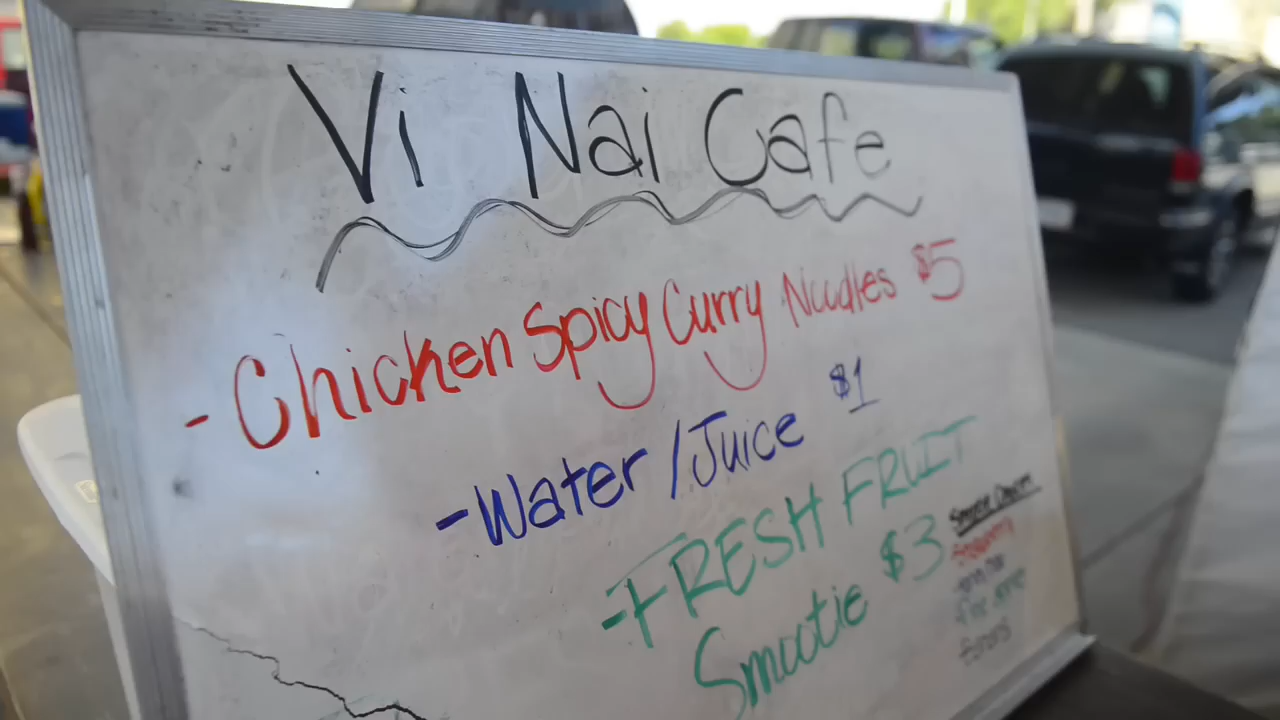 Vi Nai Cafe
- Chicken Spicy Curry Noodles $5
- Water/Juice $1
- FRESH FRUIT
Smootie $3